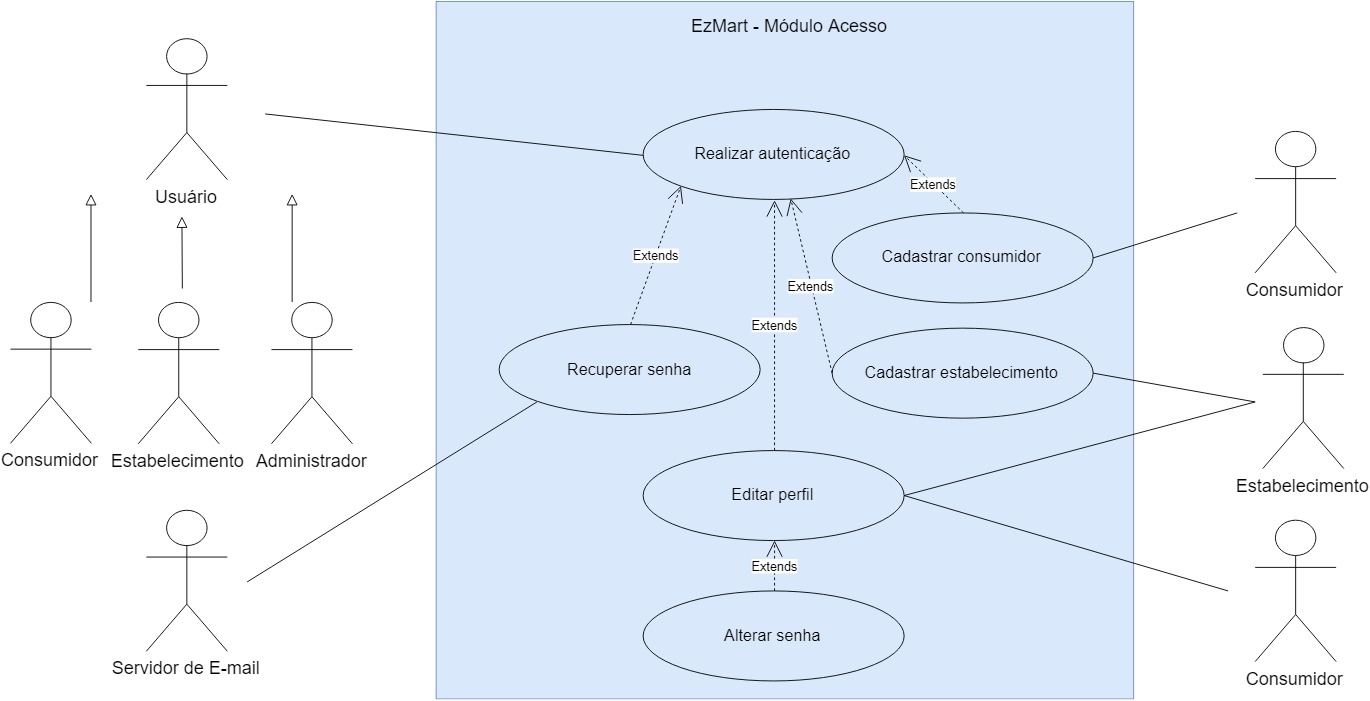 EzMart - Módulo Acesso
Usuário
Realizar autenticação
Extends
Cadastrar consumidor
Consumidor
Extends
Extends
Extends
Recuperar senha
Cadastrar estabelecimento
Consumidor
Estabelecimento
Administrador
Estabelecimento
Editar perfil
Extends
Alterar senha
Servidor de E-mail
Consumidor